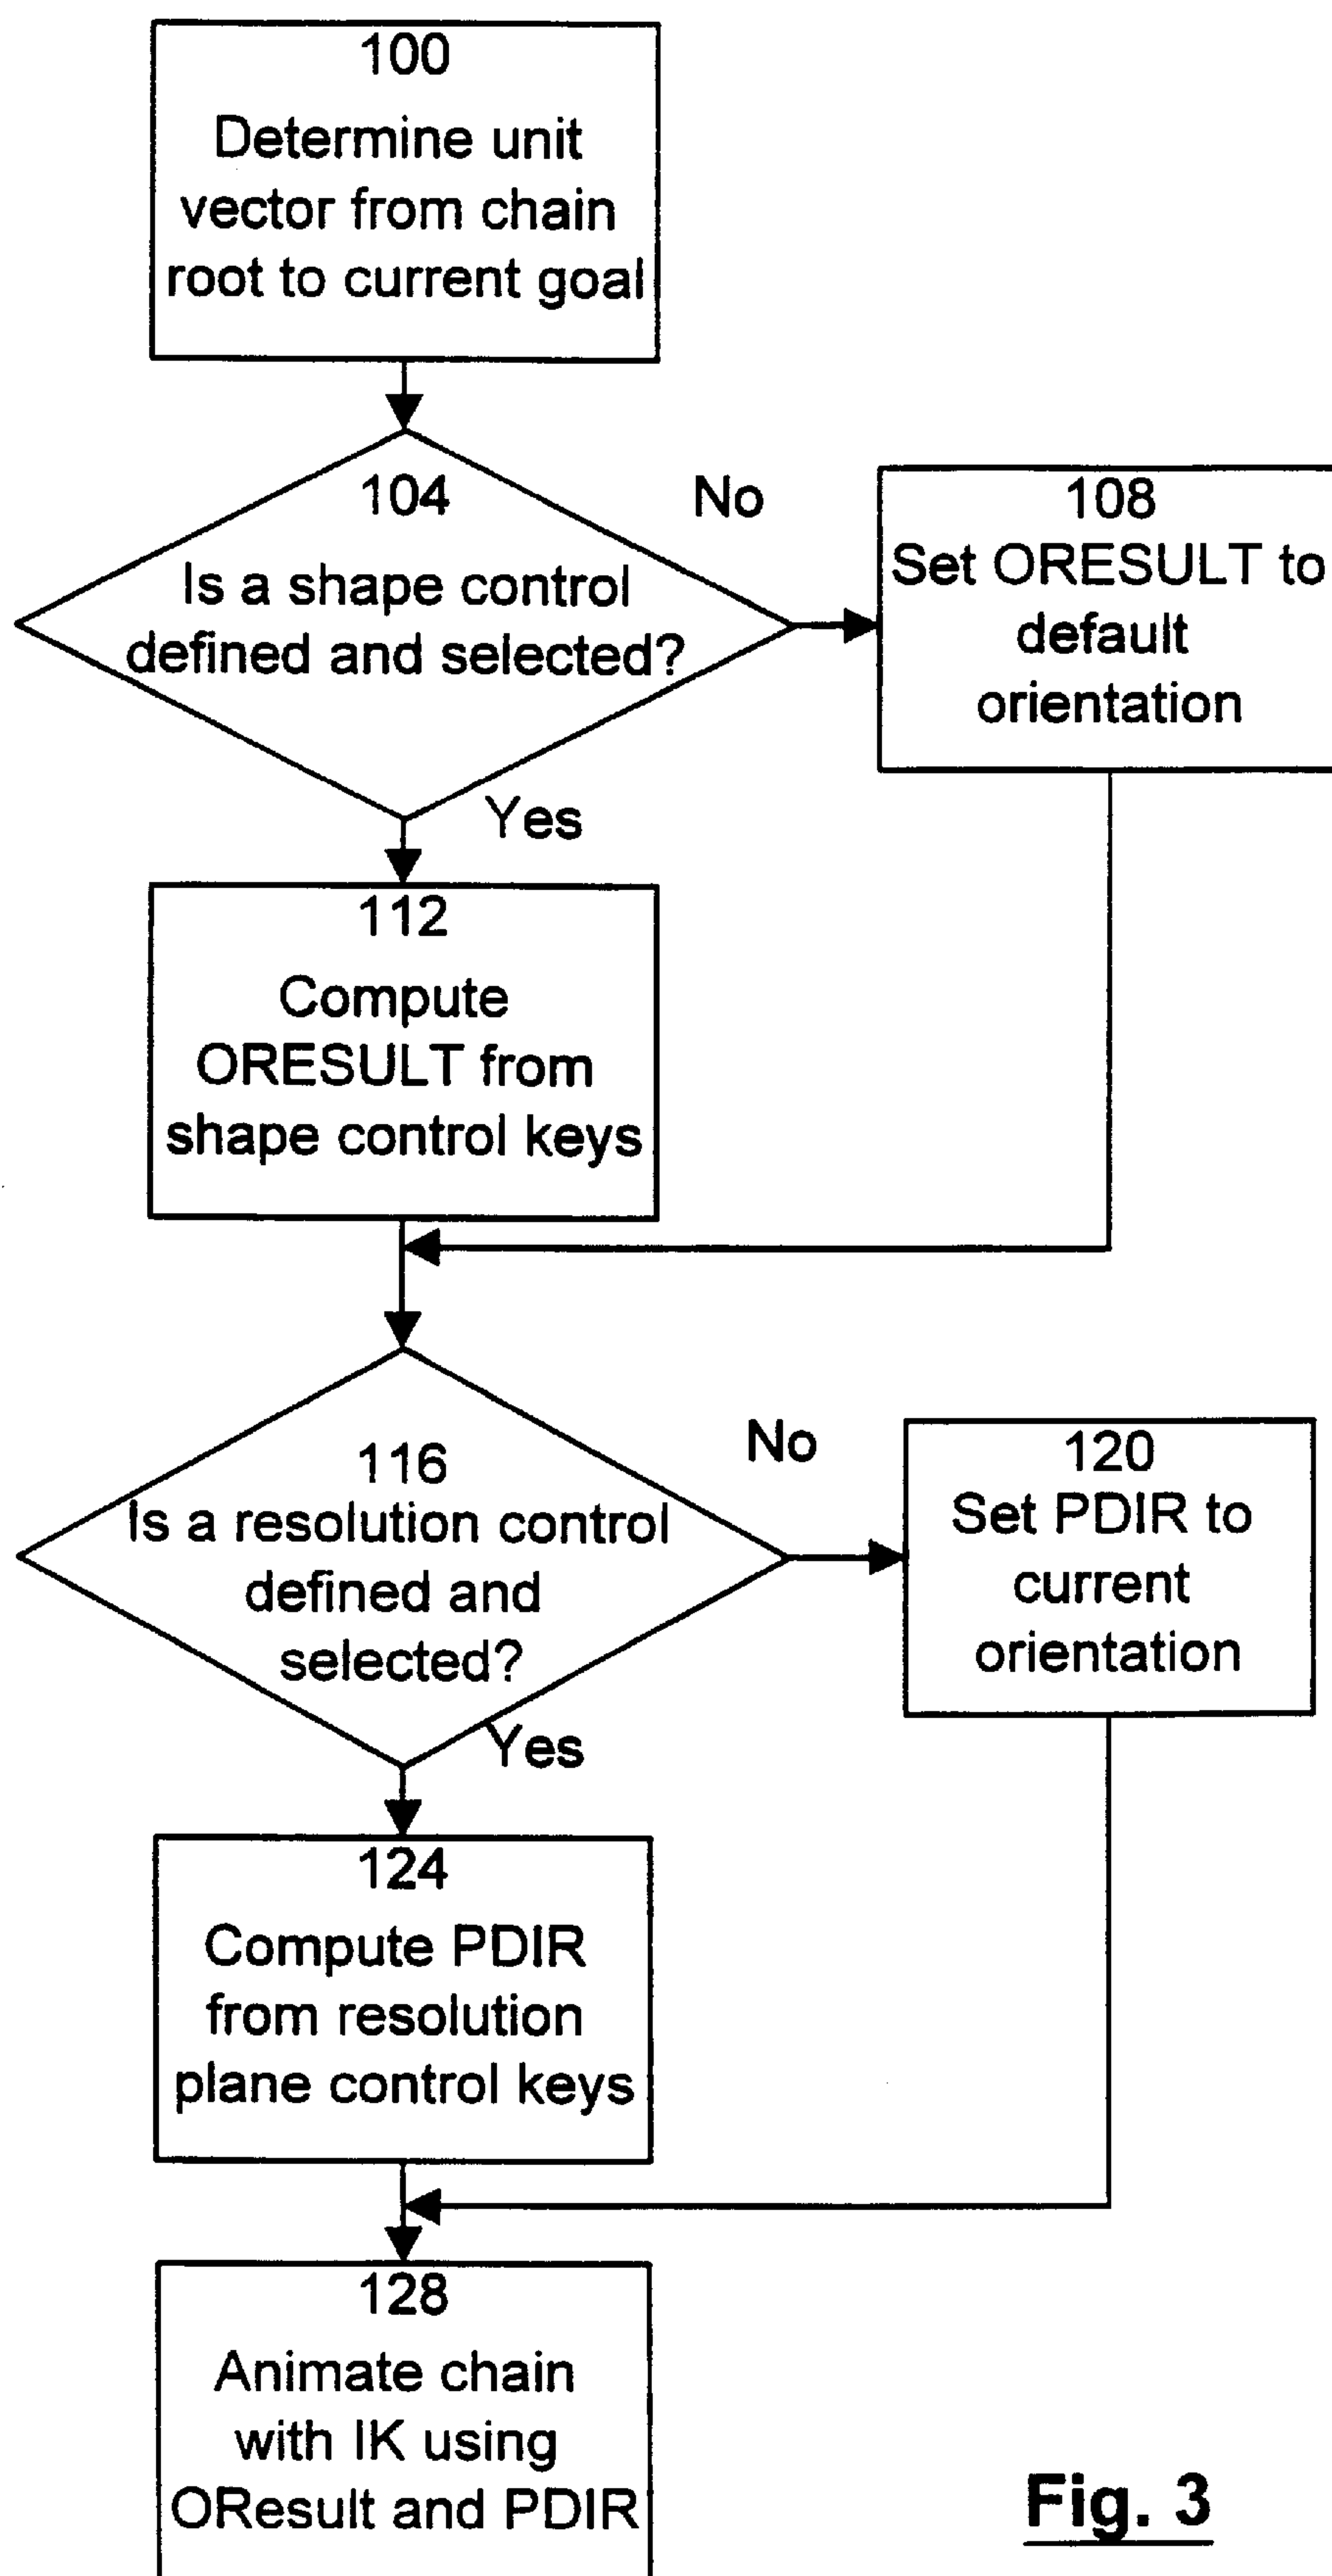 100
Determine unit
vector from chain
root to current goal
104
Is a shape control
defined and selected?
No
108
Set ORESULT to
default
orientation
Yes
112
Compute
ORESULT from
shape control keys
116
Is a resolution control
defined and
selected?
No
120
Set PDIR to
current
orientation
Yes
124
Compute PDIR
from resolution
plane control keys
128
Animate chain
with IK using
OResult and PDIR
Fig. 3